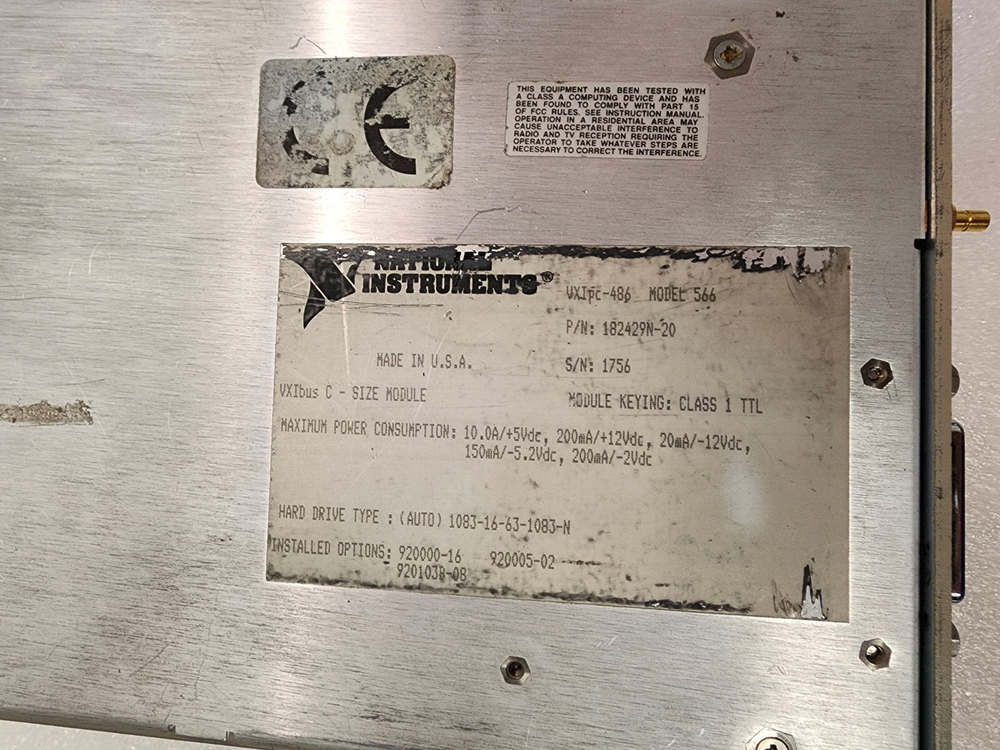 CE
THIS EQUIPMENT HAS BEEN TESTED WITH
A CLASS A COMPUTING DEVICE AND HAS
BEEN FOUND TO COMPLY WITH PART 15
OF FCC RULES. SEE INSTRUCTION MANUAL.
OPERATION IN A RESIDENTIAL AREA MAY
CAUSE UNACCEPTABLE INTERFERENCE TO
RADIO AND TV RECEPTION REQUIRING THE
OPERATOR TO TAKE WHATEVER STEPS ARE
NECESSARY TO CORRECT THE INTERFERENCE.
NATIONAL
INSTRUMENTS®
VXIpc-486 MODEL 566
P/N: 182429N-20
MADE IN U.S.A.
S/N: 1756
VXIbus C - SIZE MODULE
MODULE KEYING: CLASS 1 TTL
MAXIMUM POWER CONSUMPTION: 10.0A/+5Vdc, 200mA/+12Vdc, 20mA/-12Vdc,
150mA/-5.2Vdc, 200mA/-2Vdc
HARD DRIVE TYPE : (AUTO) 1083-16-63-1083-N
INSTALLED OPTIONS: 920000-16 920005-02
920103B-08